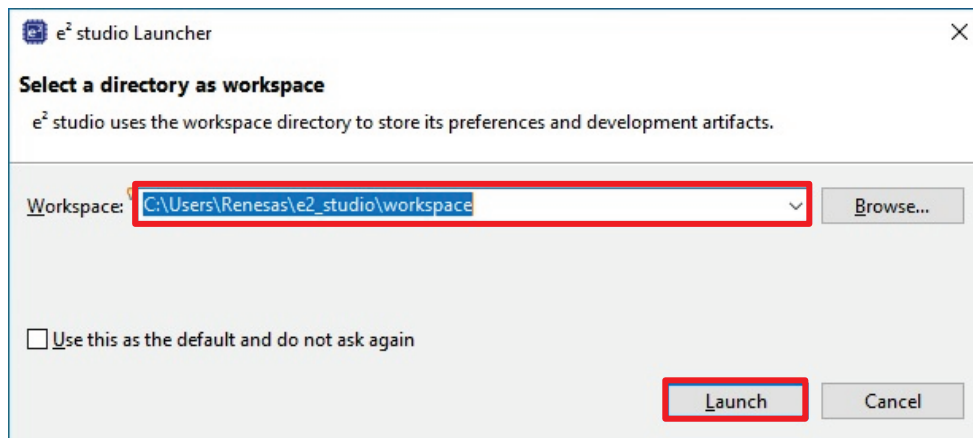 e² studio Launcher
Select a directory as workspace
e² studio uses the workspace directory to store its preferences and development artifacts.
Workspace: C:\Users\Renesas\e2_studio\workspace Browse...
Use this as the default and do not ask again
Launch Cancel